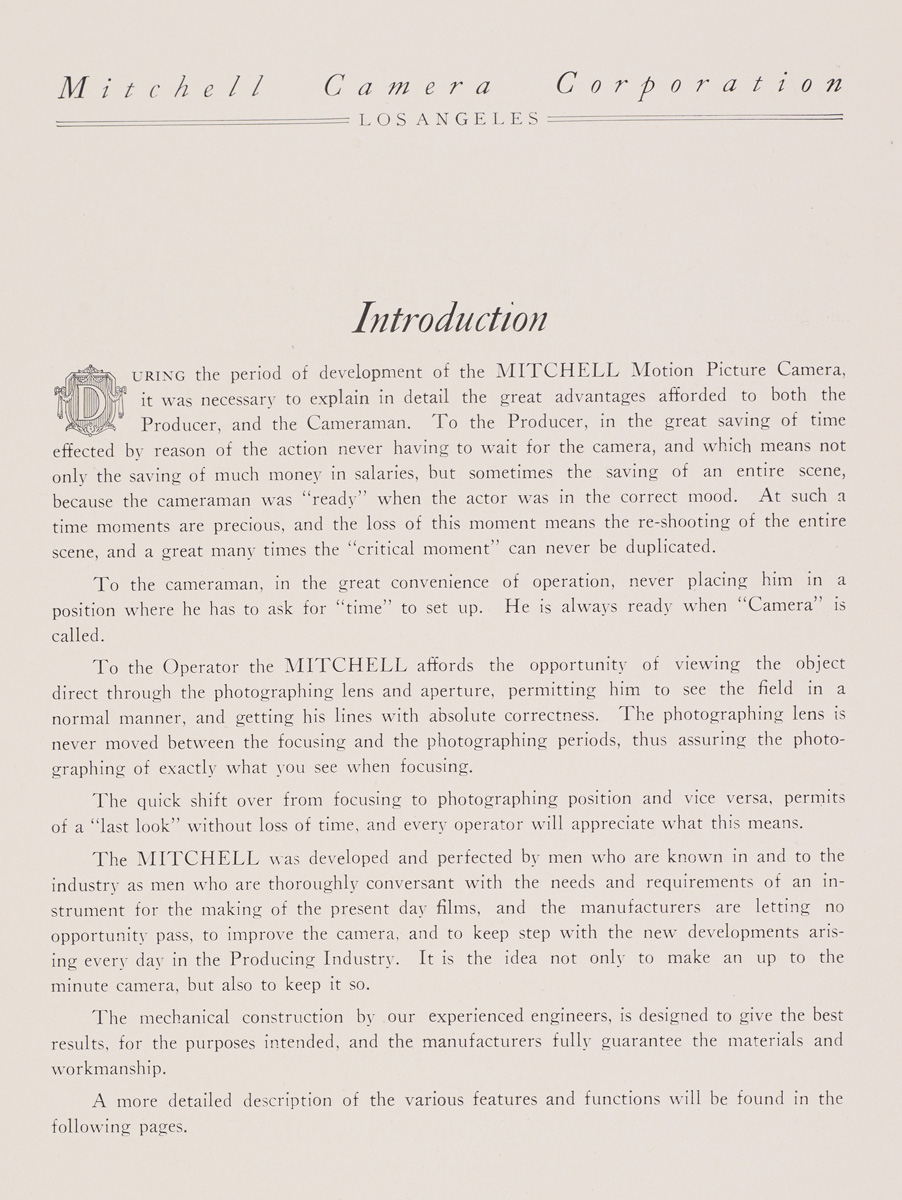 Mitchell Camera Corporation
LOS ANGELES
Introduction
DURING the period of development of the MITCHELL Motion Picture Camera,
it was necessary to explain in detail the great advantages afforded to both the
Producer, and the Cameraman. To the Producer, in the great saving of time
effected by reason of the action never having to wait for the camera, and which means not
only the saving of much money in salaries, but sometimes the saving of an entire scene,
because the cameraman was “ready” when the actor was in the correct mood. At such a
time moments are precious, and the loss of this moment means the re-shooting of the entire
scene, and a great many times the “critical moment” can never be duplicated.
To the cameraman, in the great convenience of operation, never placing him in a
position where he has to ask for “time” to set up. He is always ready when “Camera” is
called.
To the Operator the MITCHELL affords the opportunity of viewing the object
direct through the photographing lens and aperture, permitting him to see the field in a
normal manner, and getting his lines with absolute correctness. The photographing lens is
never moved between the focusing and the photographing periods, thus assuring the photo-
graphing of exactly what you see when focusing.
The quick shift over from focusing to photographing position and vice versa, permits
of a “last look” without loss of time, and every operator will appreciate what this means.
The MITCHELL was developed and perfected by men who are known in and to the
industry as men who are thoroughly conversant with the needs and requirements of an in-
strument for the making of the present day films, and the manufacturers are letting no
opportunity pass, to improve the camera, and to keep step with the new developments aris-
ing every day in the Producing Industry. It is the idea not only to make an up to the
minute camera, but also to keep it so.
The mechanical construction by our experienced engineers, is designed to give the best
results, for the purposes intended, and the manufacturers fully guarantee the materials and
workmanship.
A more detailed description of the various features and functions will be found in the
following pages.